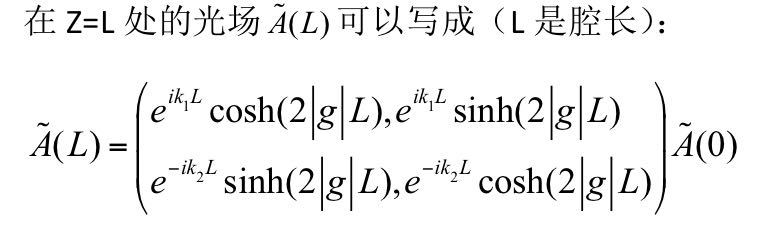 在 Z=L 处的光场 Ã(L) 可以写成（L 是腔长）：
Ã(L) = ( e^{ik₁L} cosh(2|g|L), e^{ik₁L} sinh(2|g|L)
e^{-ik₂L} sinh(2|g|L), e^{-ik₂L} cosh(2|g|L) ) Ã(0)